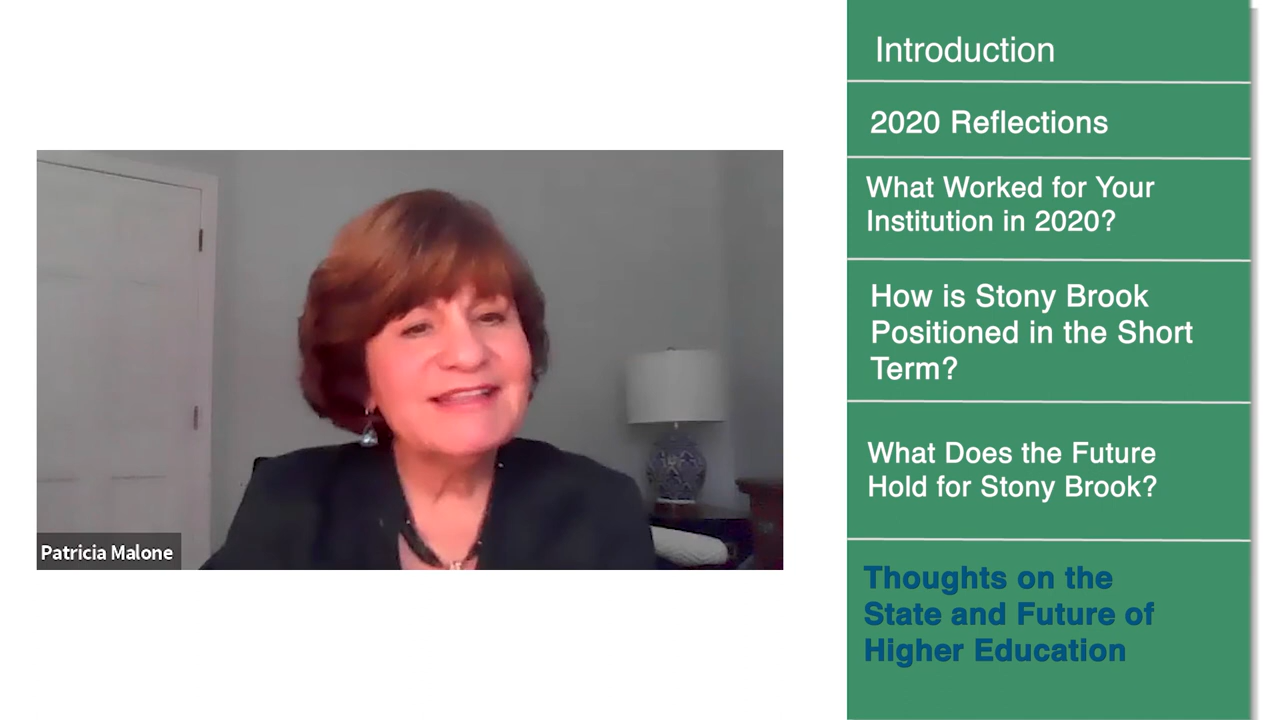 Patricia Malone
Introduction
2020 Reflections
What Worked for Your
Institution in 2020?
How is Stony Brook
Positioned in the Short
Term?
What Does the Future
Hold for Stony Brook?
Thoughts on the
State and Future of
Higher Education